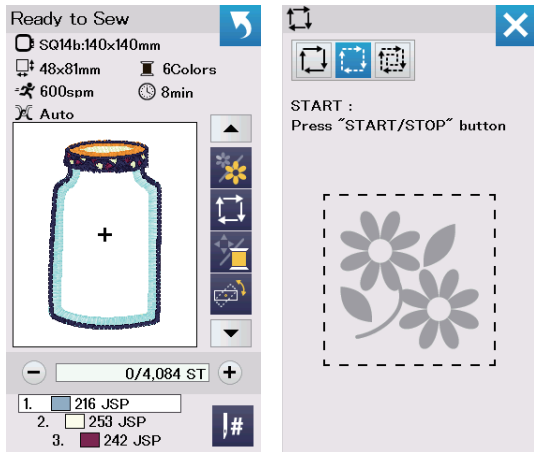 Ready to Sew
SQ14b:140x140mm
48x81mm
6Colors
600spm
8min
Auto
0/4,084 ST
1. 216 JSP
2. 253 JSP
3. 242 JSP
#
START :
Press "START/STOP" button